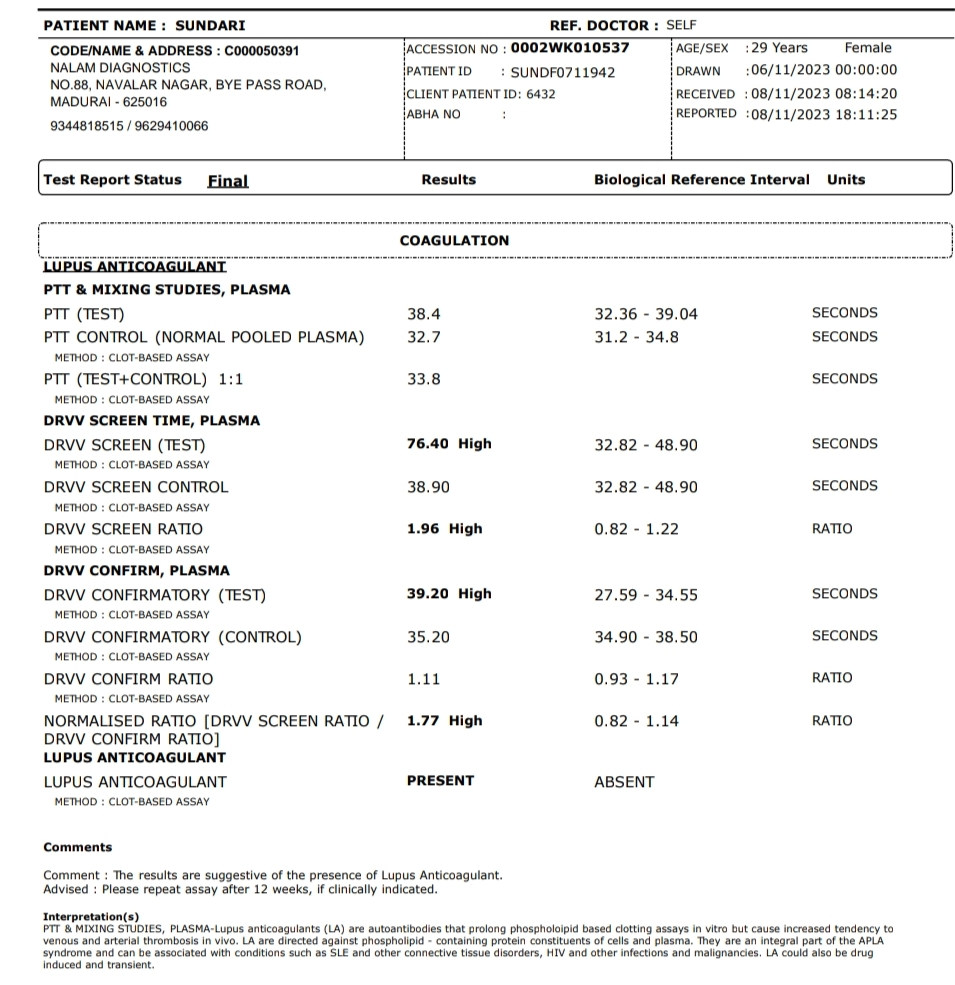 PATIENT NAME : SUNDARI REF. DOCTOR : SELF
CODE/NAME & ADDRESS : C000050391
NALAM DIAGNOSTICS
NO.88, NAVALAR NAGAR, BYE PASS ROAD,
MADURAI - 625016
9344818515 / 9629410066
ACCESSION NO : 0002WK010537
PATIENT ID : SUNDF0711942
CLIENT PATIENT ID: 6432
ABHA NO :
AGE/SEX :29 Years Female
DRAWN :06/11/2023 00:00:00
RECEIVED :08/11/2023 08:14:20
REPORTED :08/11/2023 18:11:25
Test Report Status Final Results Biological Reference Interval Units
COAGULATION
LUPUS ANTICOAGULANT
PTT & MIXING STUDIES, PLASMA
PTT (TEST) 38.4 32.36 - 39.04 SECONDS
PTT CONTROL (NORMAL POOLED PLASMA) 32.7 31.2 - 34.8 SECONDS
METHOD : CLOT-BASED ASSAY
PTT (TEST+CONTROL) 1:1 33.8 SECONDS
METHOD : CLOT-BASED ASSAY
DRVV SCREEN TIME, PLASMA
DRVV SCREEN (TEST) 76.40 High 32.82 - 48.90 SECONDS
METHOD : CLOT-BASED ASSAY
DRVV SCREEN CONTROL 38.90 32.82 - 48.90 SECONDS
METHOD : CLOT-BASED ASSAY
DRVV SCREEN RATIO 1.96 High 0.82 - 1.22 RATIO
METHOD : CLOT-BASED ASSAY
DRVV CONFIRM, PLASMA
DRVV CONFIRMATORY (TEST) 39.20 High 27.59 - 34.55 SECONDS
METHOD : CLOT-BASED ASSAY
DRVV CONFIRMATORY (CONTROL) 35.20 34.90 - 38.50 SECONDS
METHOD : CLOT-BASED ASSAY
DRVV CONFIRM RATIO 1.11 0.93 - 1.17 RATIO
METHOD : CLOT-BASED ASSAY
NORMALISED RATIO [DRVV SCREEN RATIO / 1.77 High 0.82 - 1.14 RATIO
DRVV CONFIRM RATIO]
LUPUS ANTICOAGULANT
LUPUS ANTICOAGULANT PRESENT ABSENT
METHOD : CLOT-BASED ASSAY
Comments
Comment : The results are suggestive of the presence of Lupus Anticoagulant.
Advised : Please repeat assay after 12 weeks, if clinically indicated.
Interpretation(s)
PTT & MIXING STUDIES, PLASMA-Lupus anticoagulants (LA) are autoantibodies that prolong phospholoipid based clotting assays in vitro but cause increased tendency to
venous and arterial thrombosis in vivo. LA are directed against phospholipid - containing protein constituents of cells and plasma. They are an integral part of the APLA
syndrome and can be associated with conditions such as SLE and other connective tissue disorders, HIV and other infections and malignancies. LA could also be drug
induced and transient.